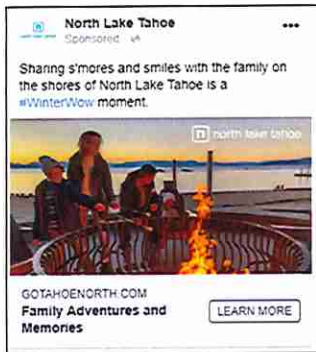 North Lake Tahoe
Sponsored
Sharing s'mores and smiles with the family on
the shores of North Lake Tahoe is a
#WinterWow moment.
n north lake tahoe
GOTAHOENORTH.COM
Family Adventures and
Memories
LEARN MORE